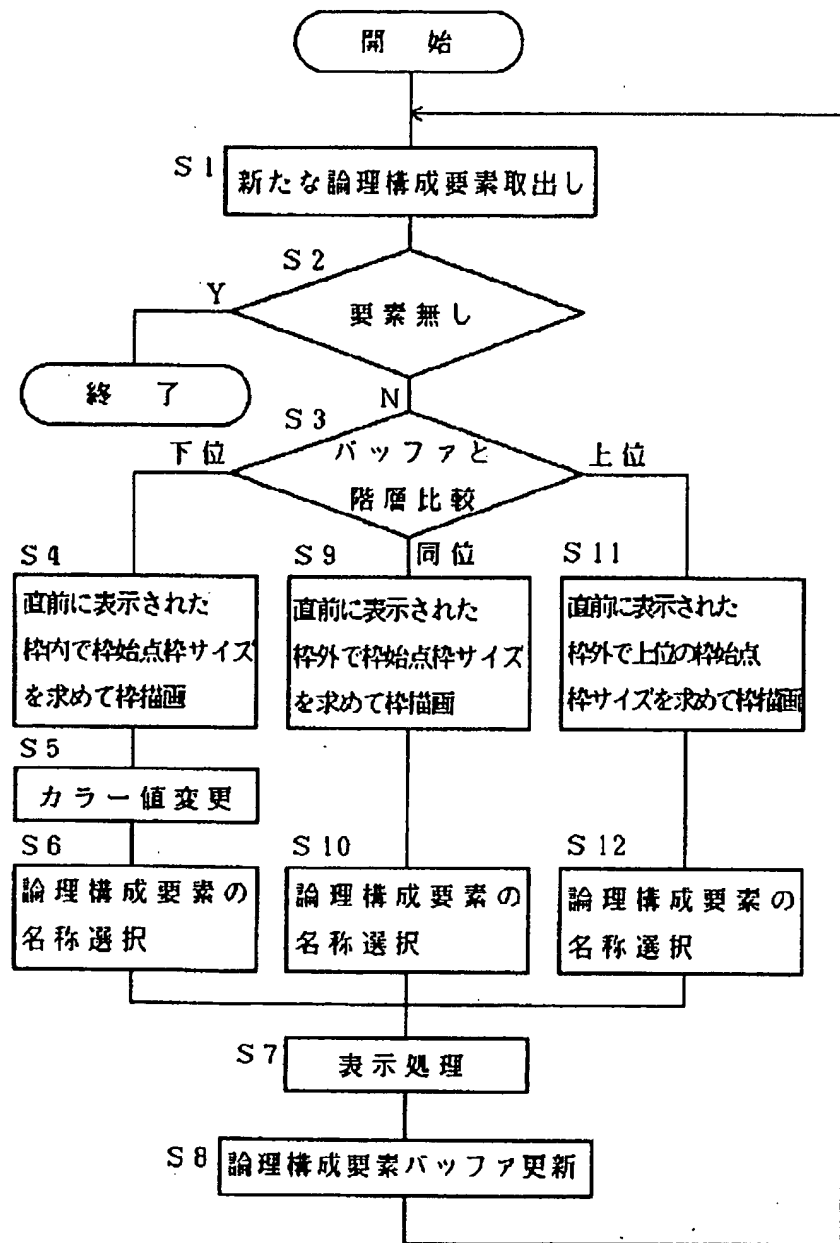 開始
S1
新たな論理構成要素取出し
S2
Y
要素無し
終了
N
S3
下位
バッファと
階層比較
上位
S4
直前に表示された
枠内で枠始点枠サイズ
を求めて枠描画
S9
同位
直前に表示された
枠外で枠始点枠サイズ
を求めて枠描画
S11
直前に表示された
枠外で上位の枠始点
枠サイズを求めて枠描画
S5
カラー値変更
S6
論理構成要素の
名称選択
S10
論理構成要素の
名称選択
S12
論理構成要素の
名称選択
S7
表示処理
S8
論理構成要素バッファ更新